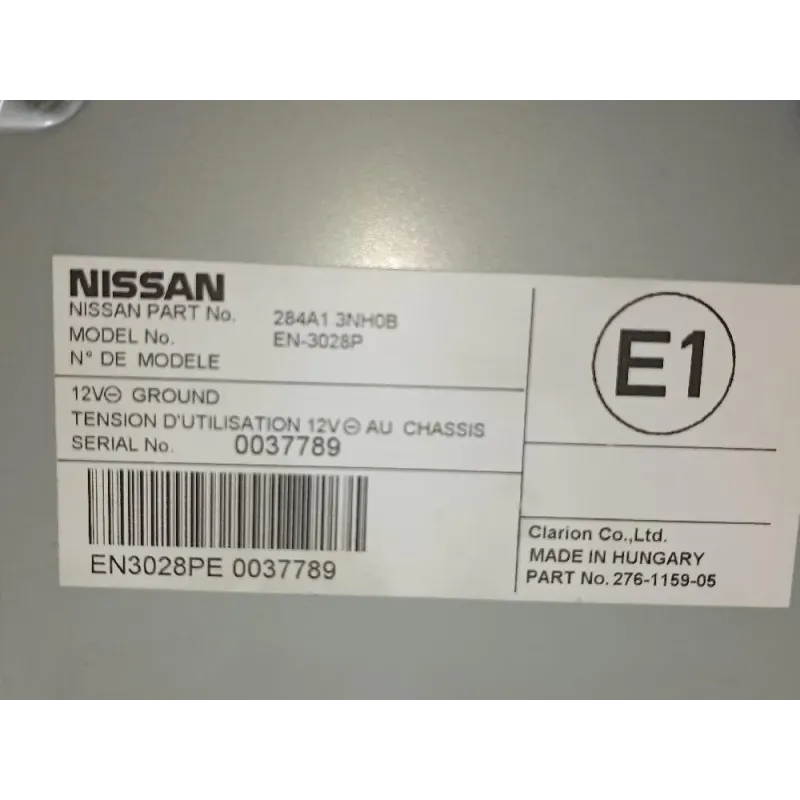 NISSAN
NISSAN PART No. 284A1 3NH0B
MODEL No. EN-3028P
N° DE MODELE
12V⊖ GROUND
TENSION D'UTILISATION 12V⊖ AU CHASSIS
SERIAL No. 0037789
EN3028PE 0037789
E1
Clarion Co.,Ltd.
MADE IN HUNGARY
PART No. 276-1159-05